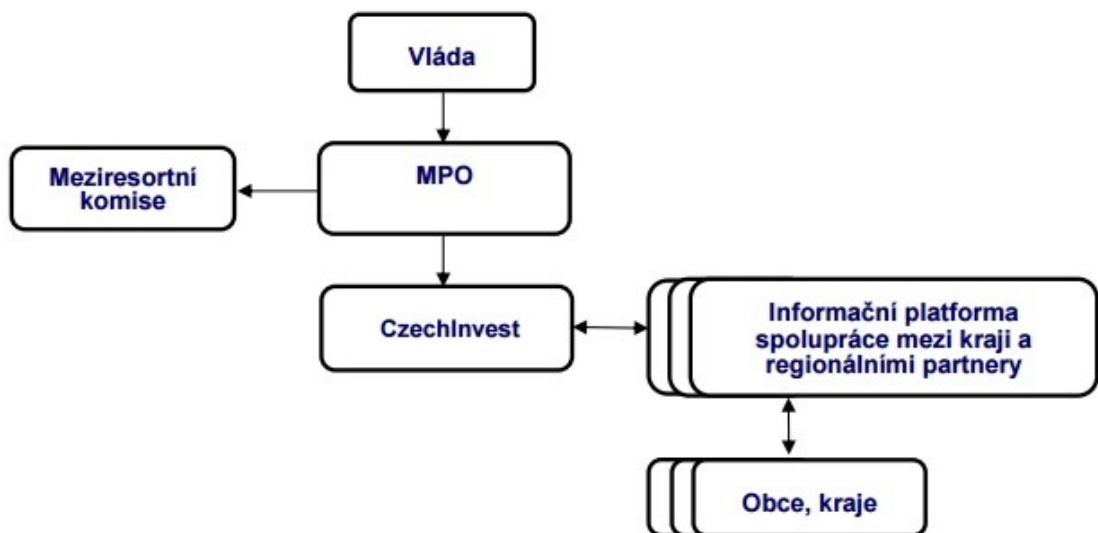 Vláda
MPO
Meziresortní
komise
CzechInvest
Informační platforma
spolupráce mezi kraji a
regionálními partnery
Obce, kraje